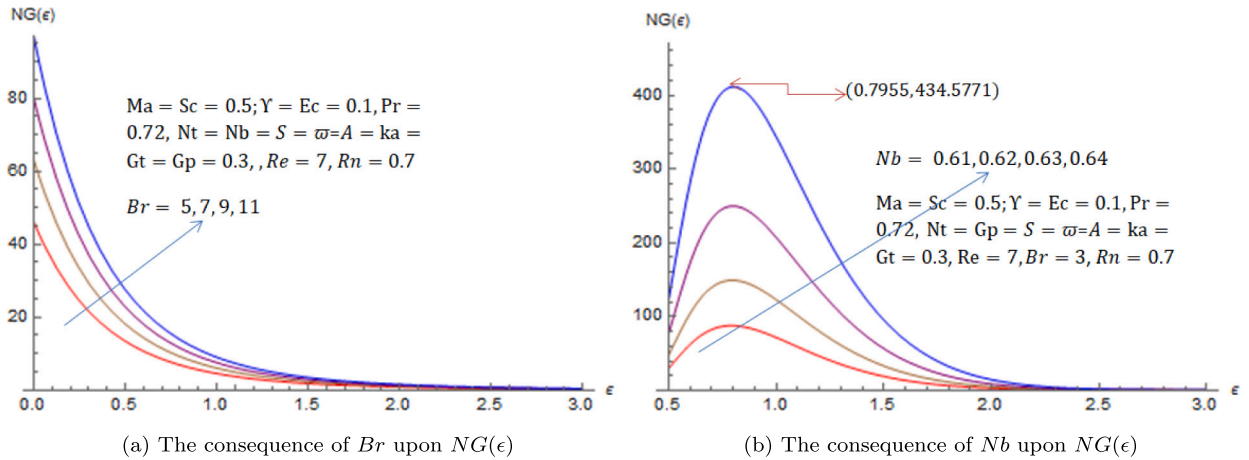 NG(ϵ)
80
60
40
20
0.0 0.5 1.0 1.5 2.0 2.5 3.0 ϵ
Ma = Sc = 0.5; ϒ = Ec = 0.1, Pr =
0.72, Nt = Nb = S = ϖ=A = ka =
Gt = Gp = 0.3, ,Re = 7, Rn = 0.7
Br = 5, 7, 9, 11
(a) The consequence of Br upon NG(ϵ)
NG(ϵ)
400
300
200
100
1.0 1.5 2.0 2.5 3.0 ϵ
(0.7955,434.5771)
Nb = 0.61, 0.62, 0.63, 0.64
Ma = Sc = 0.5; ϒ = Ec = 0.1, Pr =
0.72, Nt = Gp = S = ϖ=A = ka =
Gt = 0.3, Re = 7, Br = 3, Rn = 0.7
(b) The consequence of Nb upon NG(ϵ)